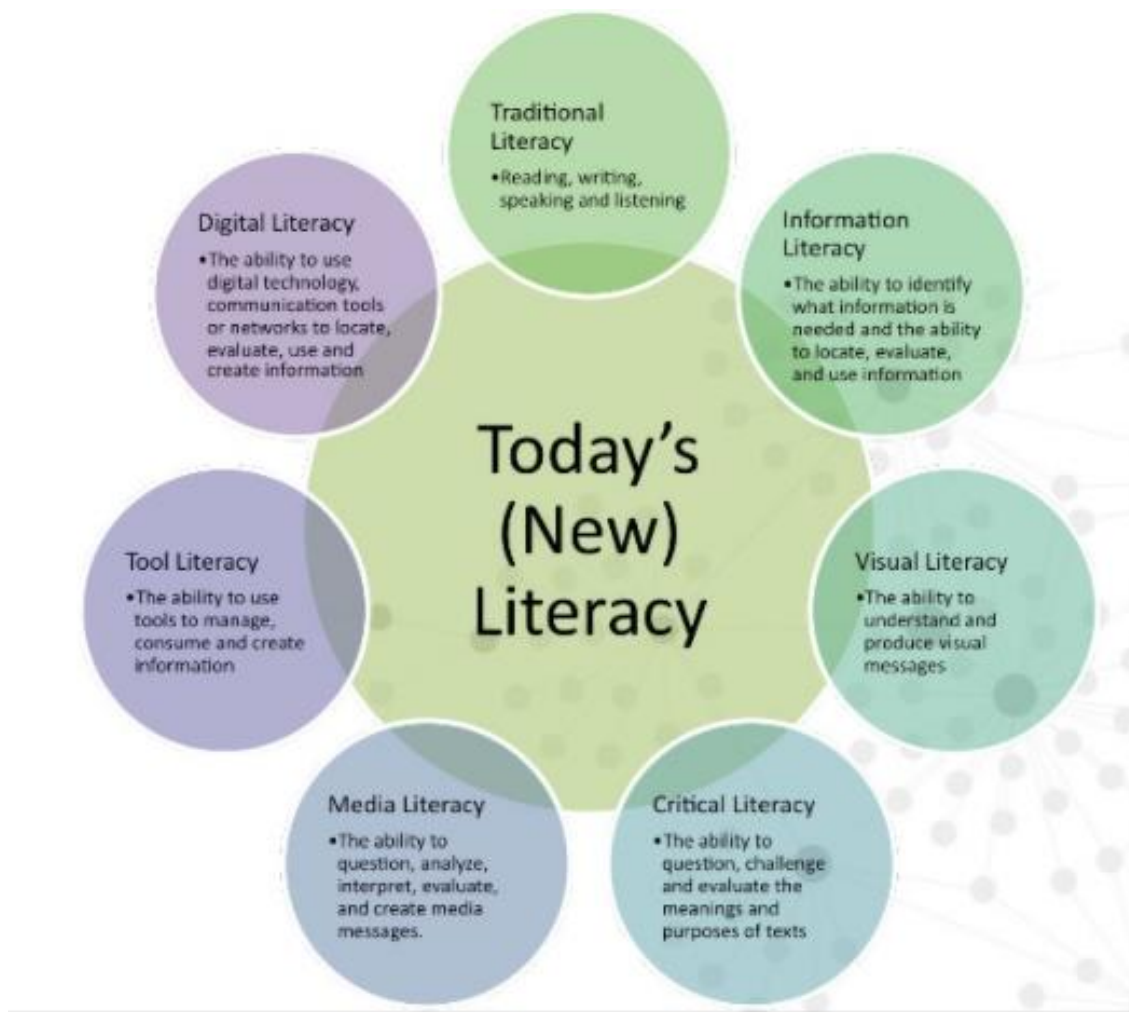 Traditional
Literacy
•Reading, writing,
speaking and listening
Information
Literacy
•The ability to identify
what information is
needed and the ability
to locate, evaluate,
and use information
Visual Literacy
•The ability to
understand and
produce visual
messages
Critical Literacy
•The ability to
question, challenge
and evaluate the
meanings and
purposes of texts
Media Literacy
•The ability to
question, analyze,
interpret, evaluate,
and create media
messages.
Tool Literacy
•The ability to use
tools to manage,
consume and create
information
Digital Literacy
•The ability to use
digital technology,
communication tools
or networks to locate,
evaluate, use and
create information
Today’s
(New)
Literacy